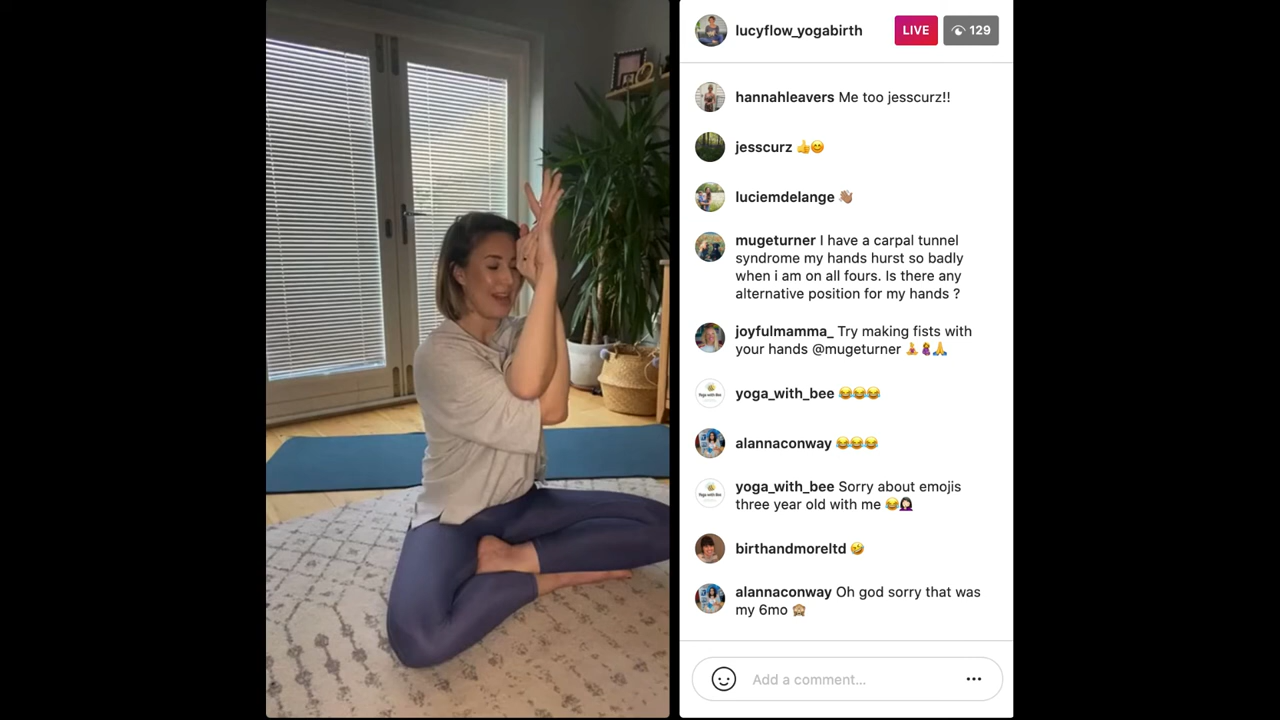 lucyflow_yogabirth
LIVE
129
hannahleavers Me too jesscurz!!
jesscurz 👍😊
luciemdelange 👋🏽
mugeturner I have a carpal tunnel
syndrome my hands hurst so badly
when i am on all fours. Is there any
alternative position for my hands ?
joyfulmamma_ Try making fists with
your hands @mugeturner 🧘🏼‍♀️🤰🏽🙏
yoga_with_bee 😂😂😂
alannaconway 😂😂😂
yoga_with_bee Sorry about emojis
three year old with me 😂🤦🏻‍♀️
birthandmoreltd 🤣
alannaconway Oh god sorry that was
my 6mo 🙈
Add a comment...